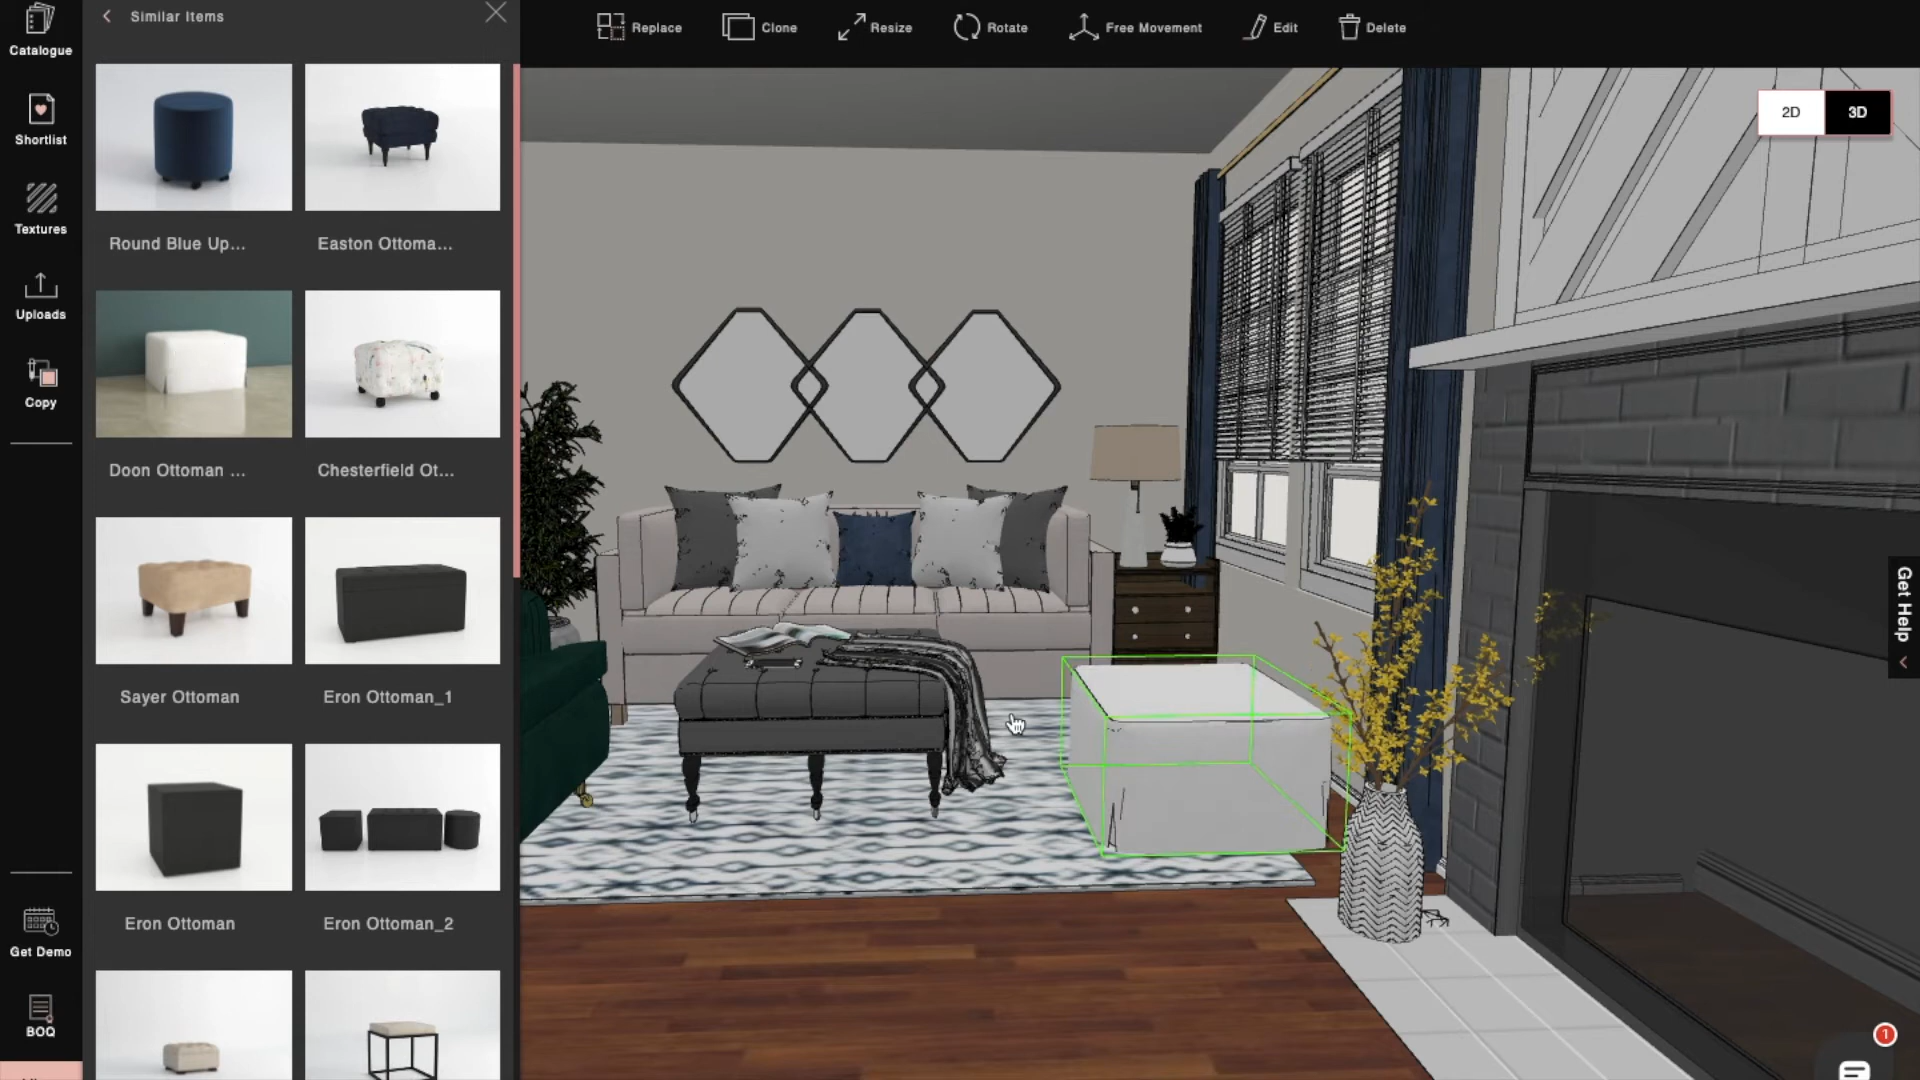 Catalogue
Shortlist
Textures
Uploads
Copy
Get Demo
BOQ
Similar Items
Round Blue Up...
Easton Ottoma...
Doon Ottoman ...
Chesterfield Ot...
Sayer Ottoman
Eron Ottoman_1
Eron Ottoman
Eron Ottoman_2
Replace
Clone
Resize
Rotate
Free Movement
Edit
Delete
2D
3D
Get Help
1